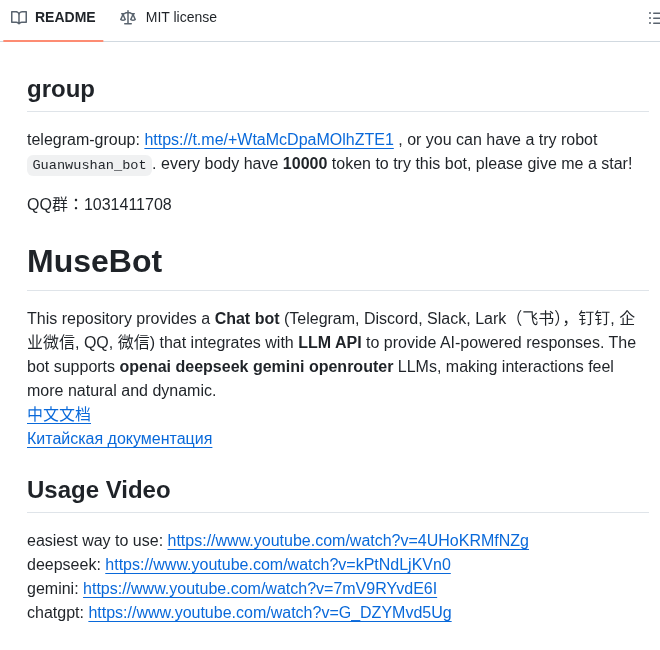 README MIT license
group
telegram-group: https://t.me/+WtaMcDpaMOlhZTE1 , or you can have a try robot
Guanwushan_bot. every body have 10000 token to try this bot, please give me a star!
QQ群：1031411708
MuseBot
This repository provides a Chat bot (Telegram, Discord, Slack, Lark（飞书），钉钉, 企
业微信, QQ, 微信) that integrates with LLM API to provide AI-powered responses. The
bot supports openai deepseek gemini openrouter LLMs, making interactions feel
more natural and dynamic.
中文文档
Китайская документация
Usage Video
easiest way to use: https://www.youtube.com/watch?v=4UHoKRMfNZg
deepseek: https://www.youtube.com/watch?v=kPtNdLjKVn0
gemini: https://www.youtube.com/watch?v=7mV9RYvdE6I
chatgpt: https://www.youtube.com/watch?v=G_DZYMvd5Ug